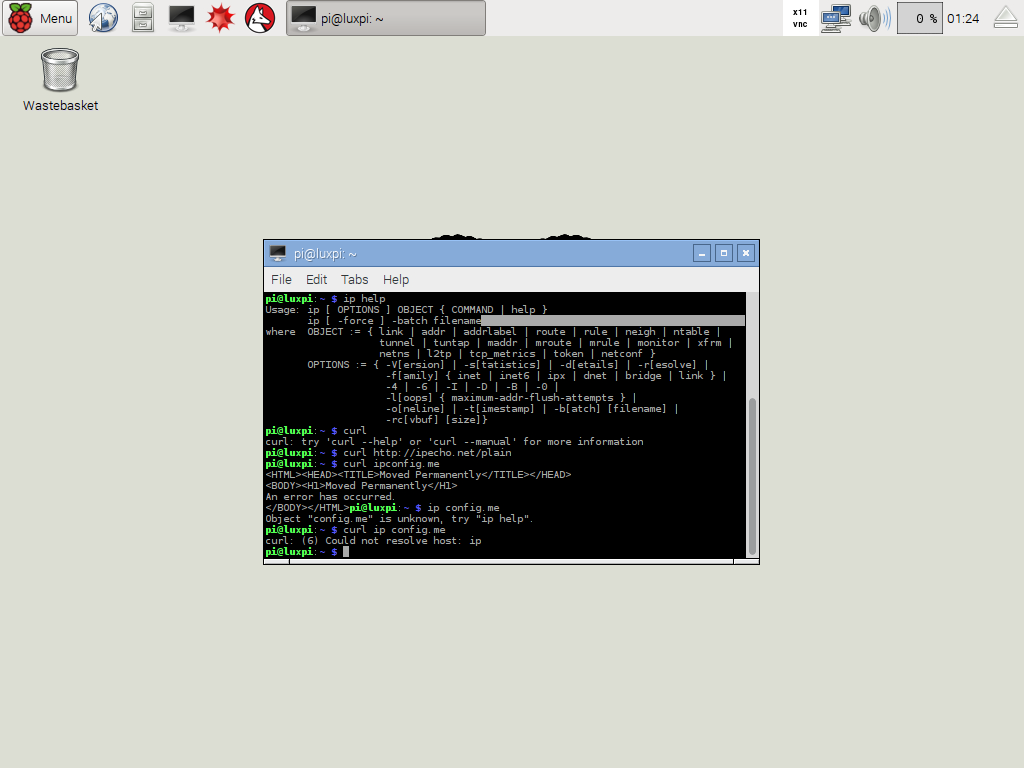 Menu
pi@luxpi: ~
x11
vnc
0 %
01:24
Wastebasket
pi@luxpi: ~
File Edit Tabs Help
pi@luxpi:~ $ ip help
Usage: ip [ OPTIONS ] OBJECT { COMMAND | help }
       ip [ -force ] -batch filename
where  OBJECT := { link | addr | addrlabel | route | rule | neigh | ntable |
                   tunnel | tuntap | maddr | mroute | mrule | monitor | xfrm |
                   netns | l2tp | tcp_metrics | token | netconf }
       OPTIONS := { -V[ersion] | -s[tatistics] | -d[etails] | -r[esolve] |
                    -f[amily] { inet | inet6 | ipx | dnet | bridge | link } |
                    -4 | -6 | -I | -D | -B | -0 |
                    -l[oops] { maximum-addr-flush-attempts } |
                    -o[neline] | -t[imestamp] | -b[atch] [filename] |
                    -rc[vbuf] [size]}
pi@luxpi:~ $ curl
curl: try 'curl --help' or 'curl --manual' for more information
pi@luxpi:~ $ curl http://ipecho.net/plain
pi@luxpi:~ $ curl ipconfig.me
<HTML><HEAD><TITLE>Moved Permanently</TITLE></HEAD>
<BODY><H1>Moved Permanently</H1>
An error has occurred.
</BODY></HTML>pi@luxpi:~ $ ip config.me
Object "config.me" is unknown, try "ip help".
pi@luxpi:~ $ curl ip config.me
curl: (6) Could not resolve host: ip
pi@luxpi:~ $